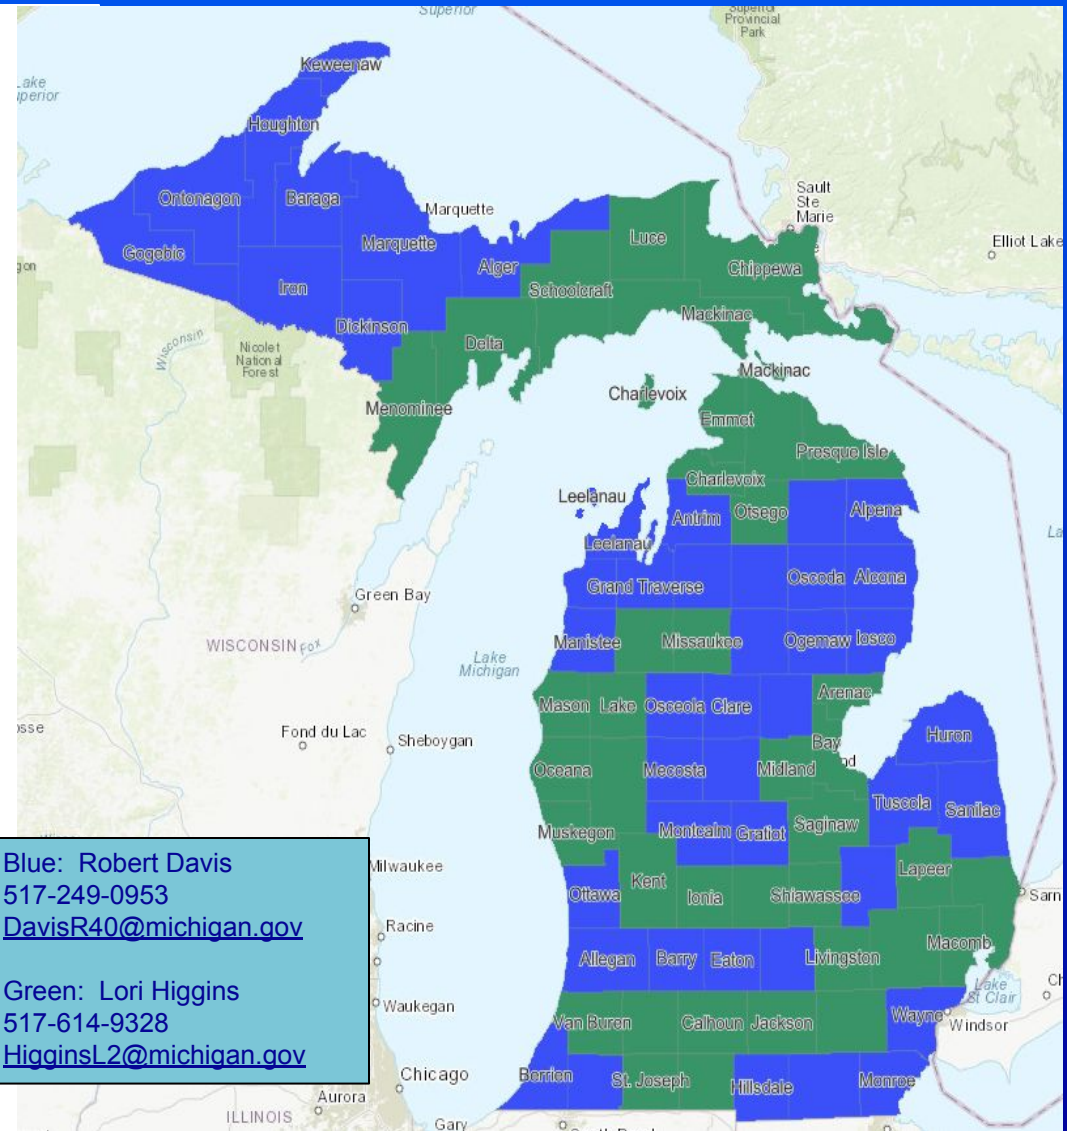 Superior
Superior
Provincial
Park
Keweenaw
Lake
Superior
Houghton
Ontonagon
Baraga
Marquette
Sault
Ste
Marie
Elliot Lake
Gogebic
Marquette
Luce
Alger
Chippewa
Iron
Schoolcraft
Dickinson
Mackinac
Wisconsin
Nicolet
National
Forest
Delta
Mackinac
Charlevoix
Menominee
Emmet
Presque Isle
Charlevoix
Leelanau
Antrim
Otsego
Alpena
Leelanau
Grand Traverse
Oscoda
Alcona
Green Bay
WISCONSIN
Fox
Manistee
Missaukee
Ogemaw
Iosco
Lake
Michigan
Arenac
Mason
Lake
Osceola
Clare
Fond du Lac
Sheboygan
Bay
Huron
Oceana
Mecosta
Midland
Tuscola
Sanilac
Muskegon
Montcalm
Gratiot
Saginaw
Milwaukee
Ottawa
Kent
Ionia
Shiawassee
Lapeer
Racine
Allegan
Barry
Eaton
Livingston
Macomb
Lake
St Clair
Waukegan
Van Buren
Calhoun
Jackson
Wayne
Windsor
Chicago
Berrien
St. Joseph
Hillsdale
Monroe
Aurora
ILLINOIS
Gary
Blue: Robert Davis
517-249-0953
DavisR40@michigan.gov
Green: Lori Higgins
517-614-9328
HigginsL2@michigan.gov